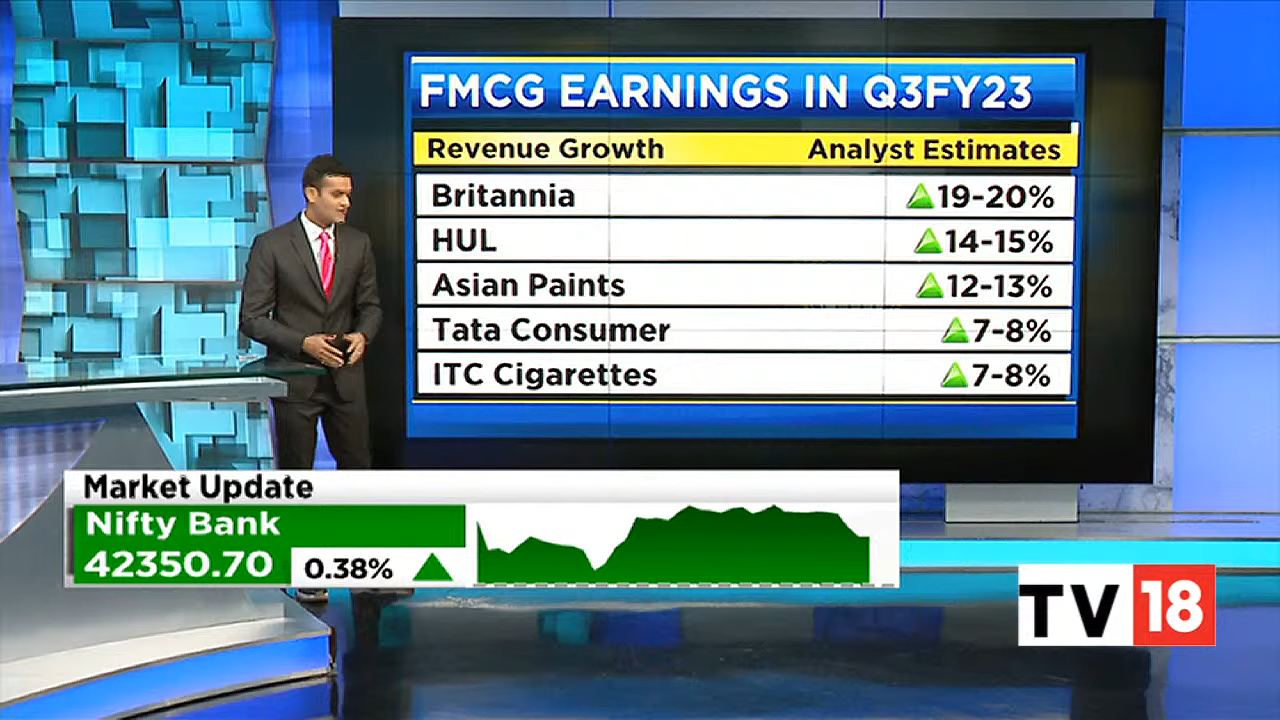 FMCG EARNINGS IN Q3FY23
Revenue Growth Analyst Estimates
Britannia 19-20%
HUL 14-15%
Asian Paints 12-13%
Tata Consumer 7-8%
ITC Cigarettes 7-8%
Market Update
Nifty Bank
42350.70 0.38%
TV18